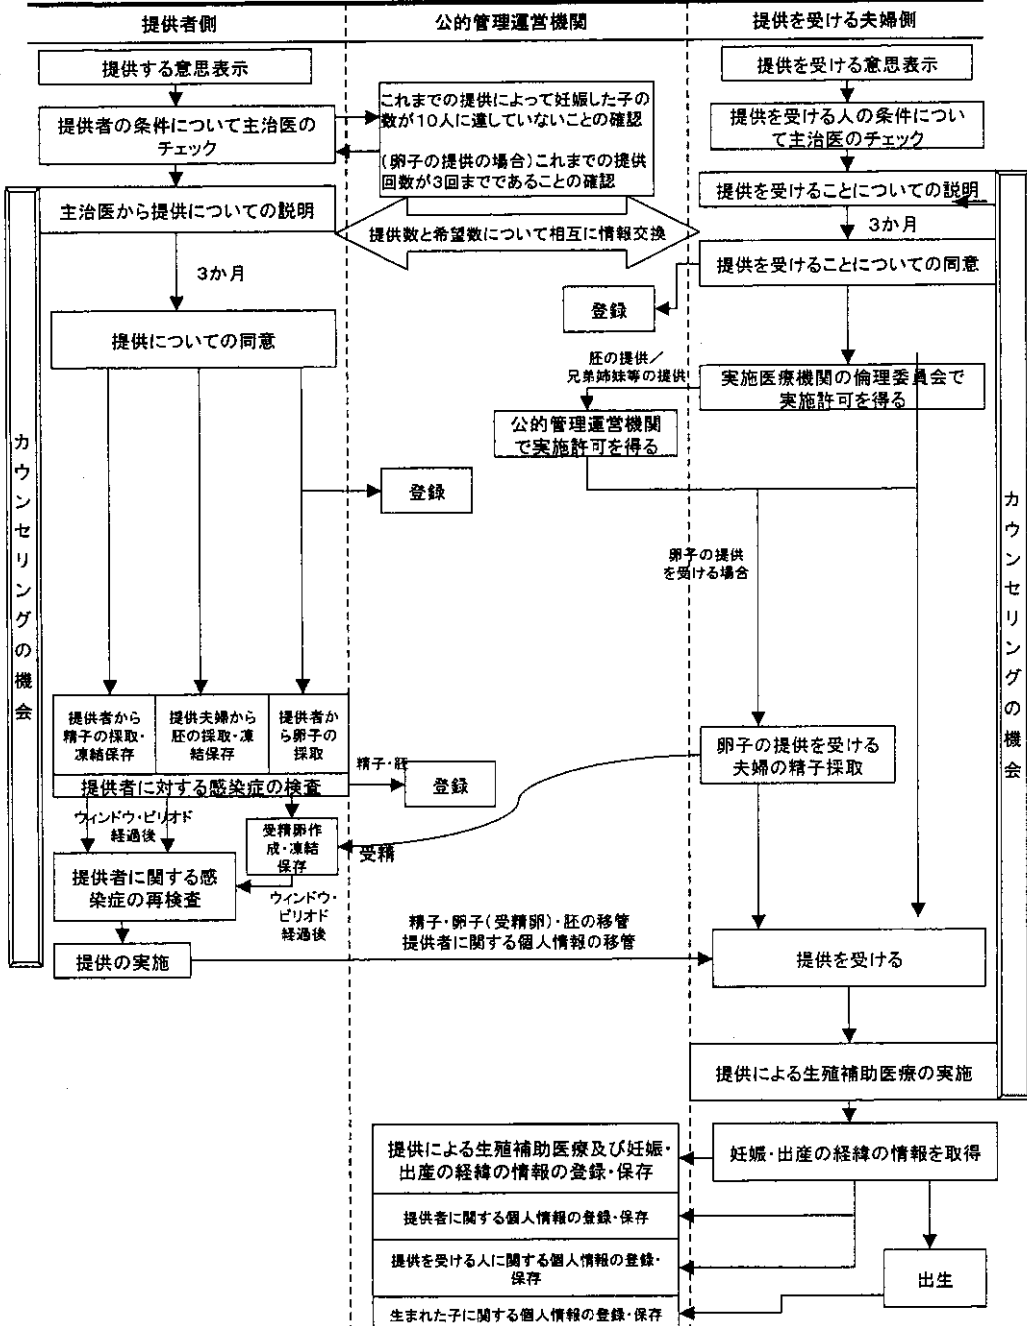 提供者側
公的管理運営機関
提供を受ける夫婦側
提供する意思表示
提供を受ける意思表示
これまでの提供によって妊娠した子の
数が10人に達していないことの確認
(卵子の提供の場合)これまでの提供
回数が3回までであることの確認
提供者の条件について主治医の
チェック
提供を受ける人の条件につい
て主治医のチェック
主治医から提供についての説明
提供を受けることについての説明
提供数と希望数について相互に情報交換
3か月
3か月
提供を受けることについての同意
登録
提供についての同意
胚の提供/
兄弟姉妹等の提供
実施医療機関の倫理委員会で
実施許可を得る
公的管理運営機関
で実施許可を得る
カウンセリングの機会
登録
カウンセリングの機会
卵子の提供
を受ける場合
提供者から
精子の採取・
凍結保存
提供夫婦から
胚の採取・凍
結保存
提供者か
ら卵子の
採取
卵子の提供を受ける
夫婦の精子採取
精子・胚
提供者に対する感染症の検査
登録
ウィンドウ・ピリオド
経過後
受精卵作
成・凍結
保存
受精
提供者に関する感
染症の再検査
ウィンドウ・
ピリオド
経過後
精子・卵子(受精卵)・胚の移管
提供者に関する個人情報の移管
提供の実施
提供を受ける
提供による生殖補助医療の実施
提供による生殖補助医療及び妊娠・
出産の経緯の情報の登録・保存
妊娠・出産の経緯の情報を取得
提供者に関する個人情報の登録・保存
提供を受ける人に関する個人情報の登録・
保存
出生
生まれた子に関する個人情報の登録・保存